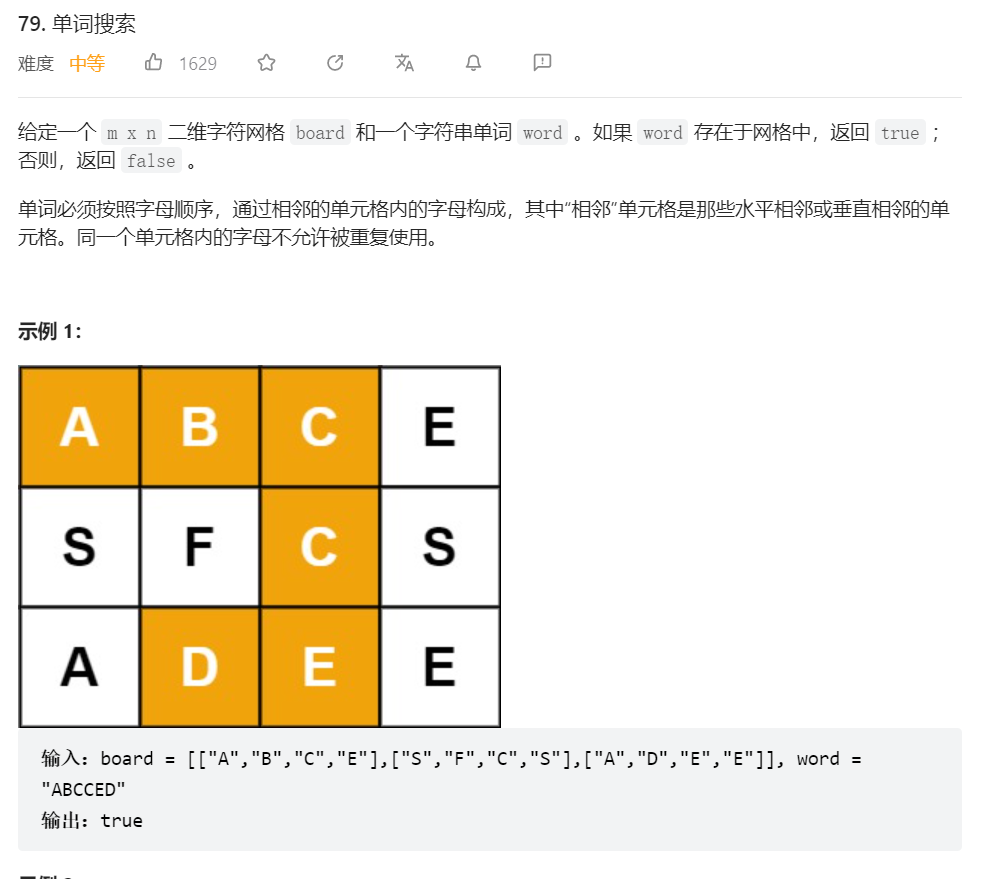 79. 单词搜索
难度 中等 1629
给定一个 m x n 二维字符网格 board 和一个字符串单词 word 。如果 word 存在于网格中，返回 true ；
否则，返回 false 。
单词必须按照字母顺序，通过相邻的单元格内的字母构成，其中“相邻”单元格是那些水平相邻或垂直相邻的单
元格。同一个单元格内的字母不允许被重复使用。
示例 1：
A B C E
S F C S
A D E E
输入：board = [["A","B","C","E"],["S","F","C","S"],["A","D","E","E"]], word =
"ABCCED"
输出：true